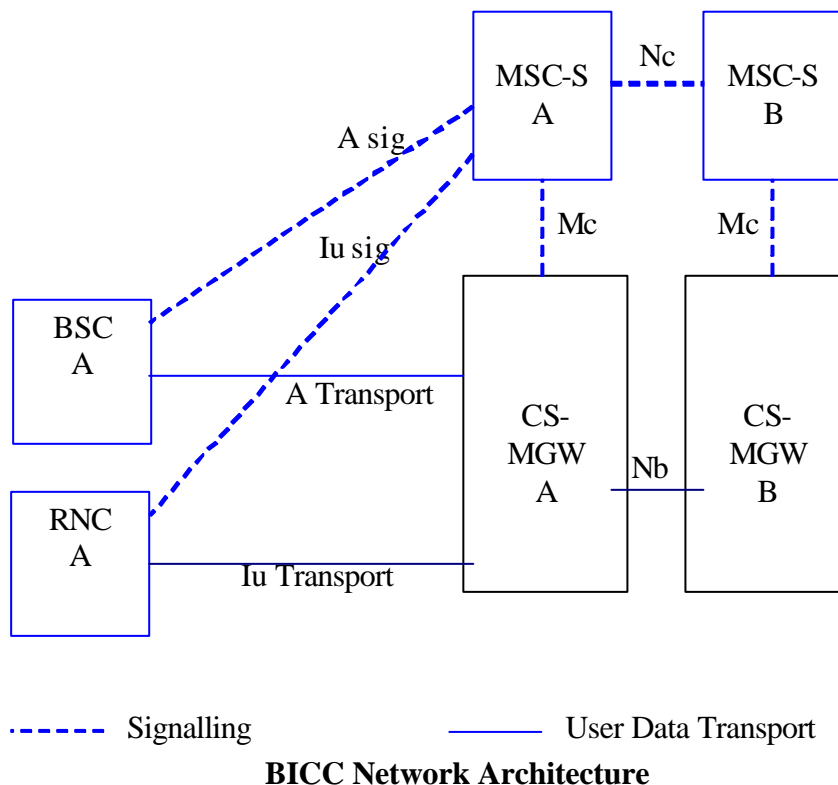 MSC-S
A
Nc
MSC-S
B
A sig
Iu sig
Mc
Mc
BSC
A
A Transport
CS-
MGW
A
Nb
CS-
MGW
B
RNC
A
Iu Transport
Signalling
User Data Transport
BICC Network Architecture